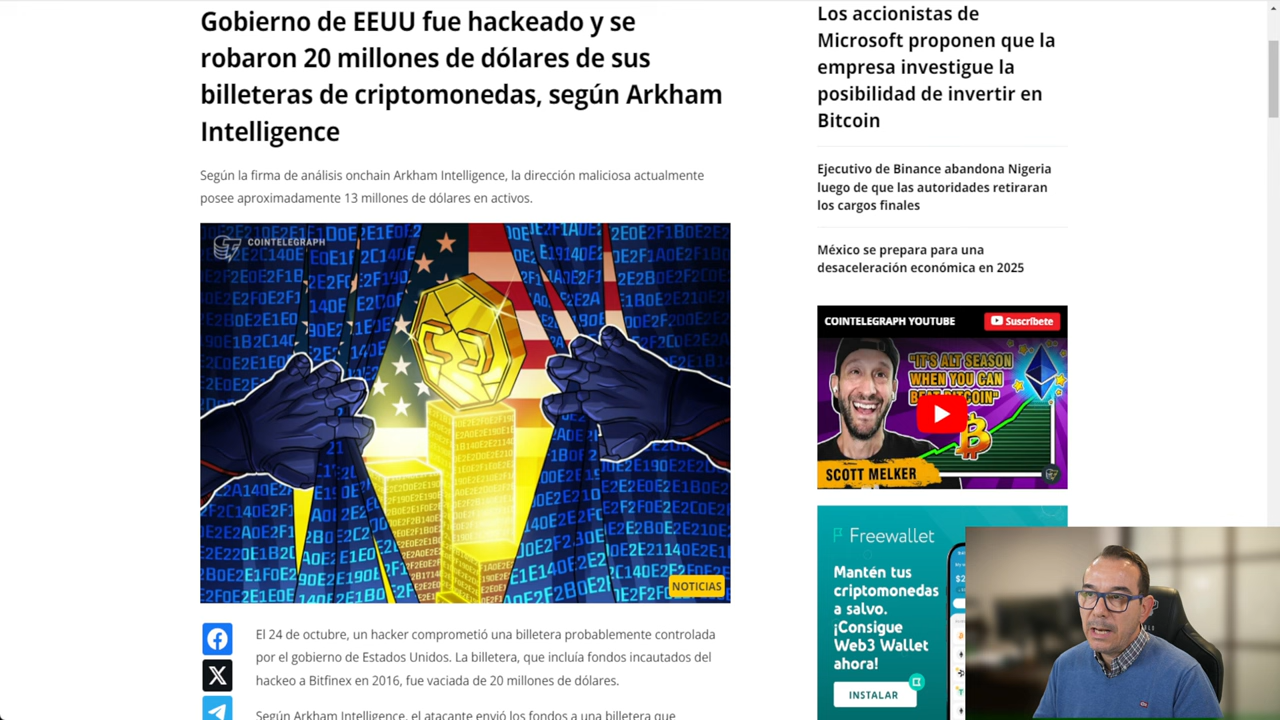 Gobierno de EEUU fue hackeado y se
robaron 20 millones de dólares de sus
billeteras de criptomonedas, según Arkham
Intelligence
Según la firma de análisis onchain Arkham Intelligence, la dirección maliciosa actualmente
posee aproximadamente 13 millones de dólares en activos.
COINTELEGRAPH
NOTICIAS
El 24 de octubre, un hacker comprometió una billetera probablemente controlada
por el gobierno de Estados Unidos. La billetera, que incluía fondos incautados del
hackeo a Bitfinex en 2016, fue vaciada de 20 millones de dólares.
Según Arkham Intelligence, el atacante envió los fondos a una billetera que
Los accionistas de
Microsoft proponen que la
empresa investigue la
posibilidad de invertir en
Bitcoin
Ejecutivo de Binance abandona Nigeria
luego de que las autoridades retiraran
los cargos finales
México se prepara para una
desaceleración económica en 2025
COINTELEGRAPH YOUTUBE
Suscríbete
"IT'S ALT SEASON
WHEN YOU CAN
BEAT BITCOIN"
SCOTT MELKER
Freewallet
Mantén tus
criptomonedas
a salvo.
¡Consigue
Web3 Wallet
ahora!
INSTALAR